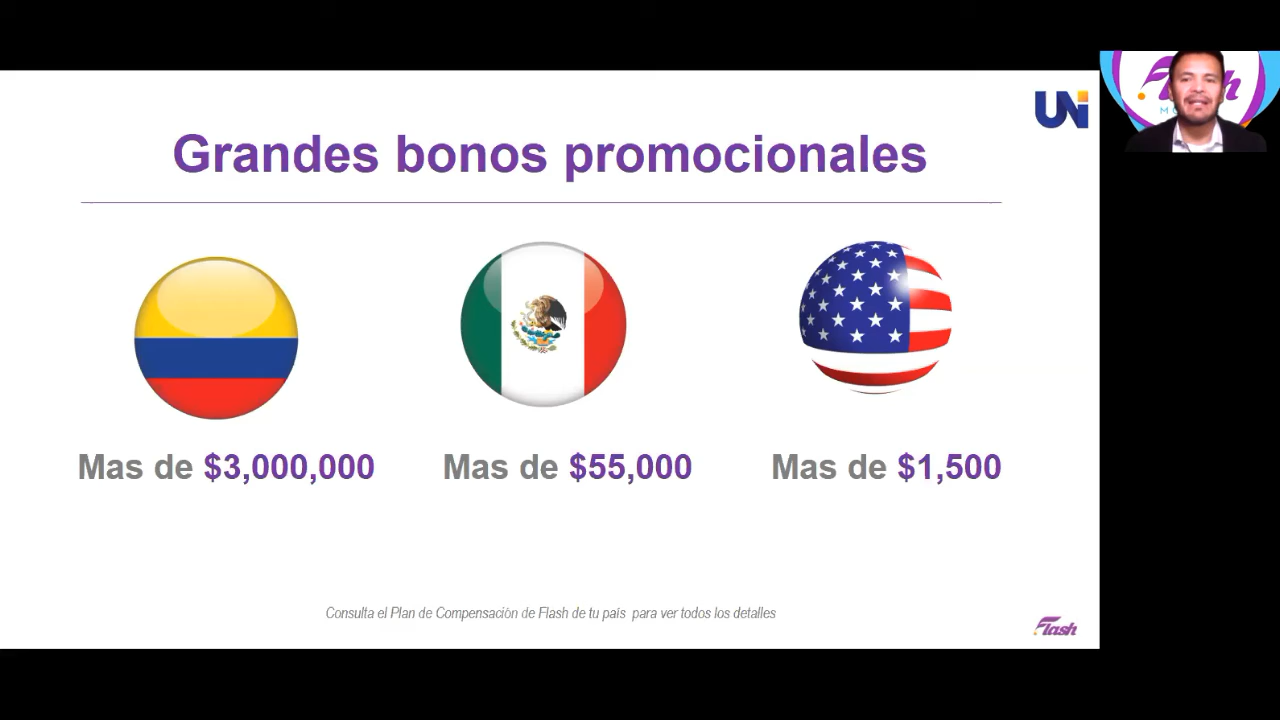 UNi
Grandes bonos promocionales
Mas de $3,000,000
Mas de $55,000
Mas de $1,500
Consulta el Plan de Compensación de Flash de tu país para ver todos los detalles
Flash
Flash